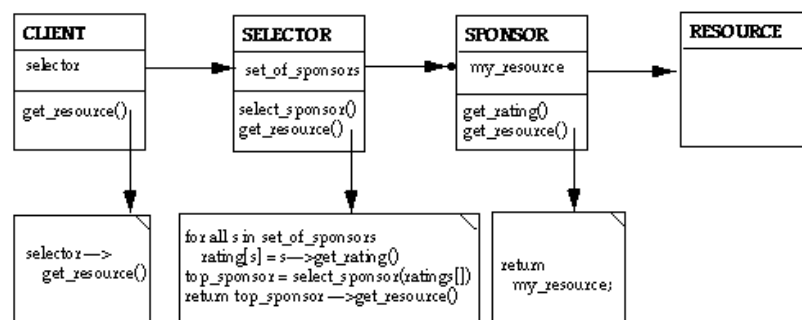 CLIENT
selector
get_resource()
SELECTOR
set_of_sponsors
select_sponsor()
get_resource()
SPONSOR
my_resource
get_rating()
get_resource()
RESOURCE
selector—>
get_resource()
for all s in set_of_sponsors
rating[s] = s—>get_rating()
top_sponsor = select_sponsor(ratings[])
return top_sponsor —>get_resource()
return
my_resource;